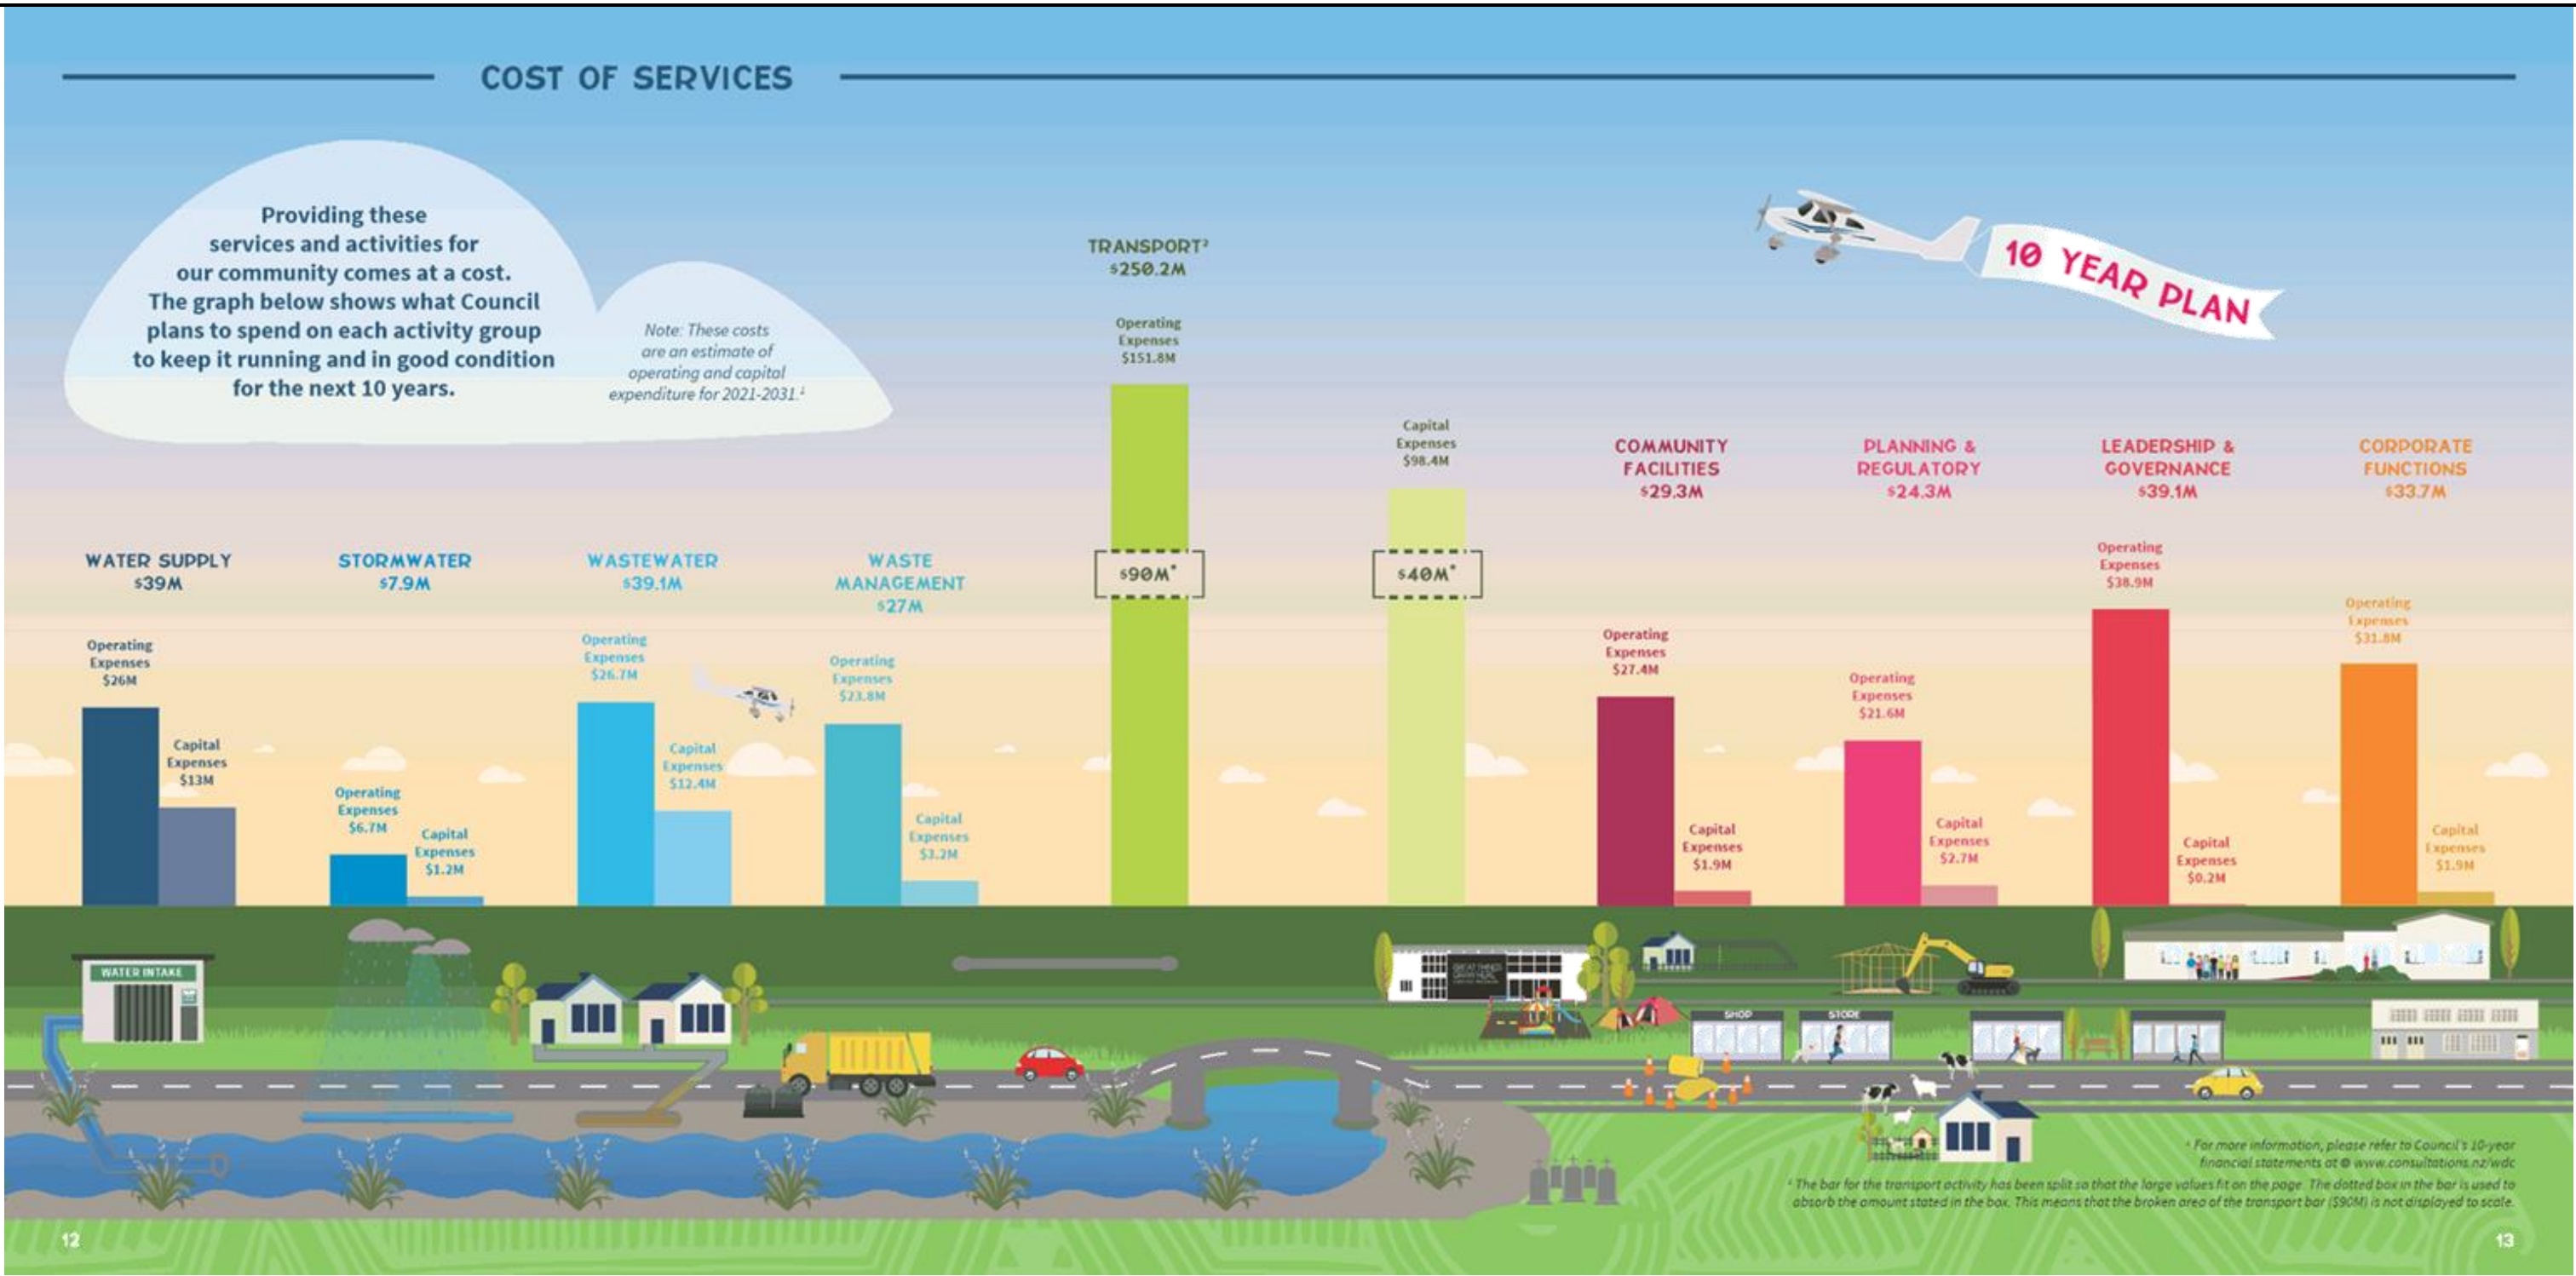 COST OF SERVICES
Providing these
services and activities for
our community comes at a cost.
The graph below shows what Council
plans to spend on each activity group
to keep it running and in good condition
for the next 10 years.
Note: These costs
are an estimate of
operating and capital
expenditure for 2021-2031.¹
10 YEAR PLAN
WATER SUPPLY
$39M
Operating
Expenses
$26M
Capital
Expenses
$13M
STORMWATER
$7.9M
Operating
Expenses
$6.7M
Capital
Expenses
$1.2M
WASTEWATER
$39.1M
Operating
Expenses
$26.7M
Capital
Expenses
$12.4M
WASTE
MANAGEMENT
$27M
Operating
Expenses
$23.8M
Capital
Expenses
$3.2M
TRANSPORT²
$250.2M
Operating
Expenses
$151.8M
$90M*
Capital
Expenses
$98.4M
$40M*
COMMUNITY
FACILITIES
$29.3M
Operating
Expenses
$27.4M
Capital
Expenses
$1.9M
PLANNING &
REGULATORY
$24.3M
Operating
Expenses
$21.6M
Capital
Expenses
$2.7M
LEADERSHIP &
GOVERNANCE
$39.1M
Operating
Expenses
$38.9M
Capital
Expenses
$0.2M
CORPORATE
FUNCTIONS
$33.7M
Operating
Expenses
$31.8M
Capital
Expenses
$1.9M
WATER INTAKE
SHOP
STORE
For more information, please refer to Council's 10-year
financial statements at @ www.consultations.nz/wdc
The bar for the transport activity has been split so that the large values fit on the page. The dotted box in the bar is used to
absorb the amount stated in the box. This means that the broken area of the transport bar ($90M) is not displayed to scale.
12
13